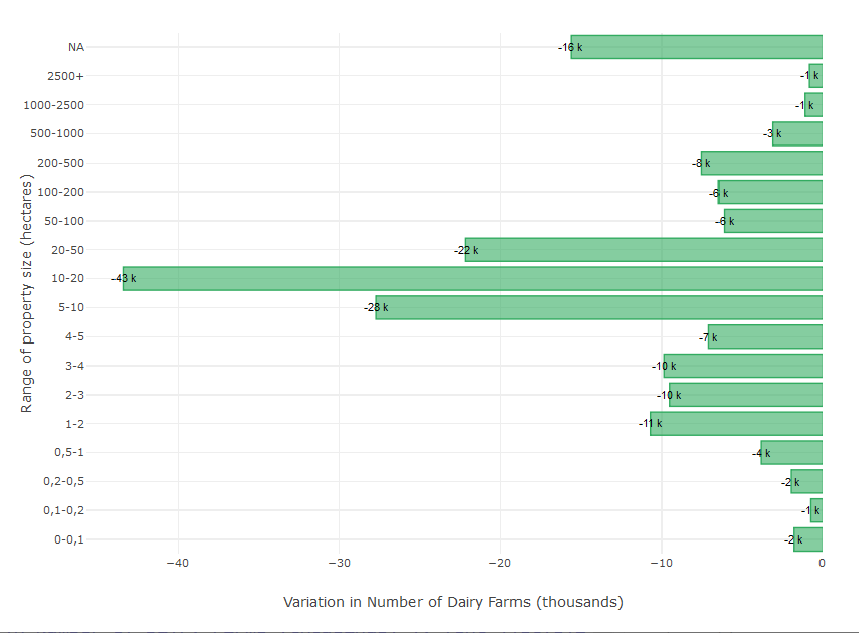 NA
-16 k
2500+
-1 k
1000-2500
-1 k
500-1000
-3 k
200-500
-8 k
100-200
-6 k
50-100
-6 k
20-50
-22 k
10-20
-43 k
5-10
-28 k
4-5
-7 k
3-4
-10 k
2-3
-10 k
1-2
-11 k
0,5-1
-4 k
0,2-0,5
-2 k
0,1-0,2
-1 k
0-0,1
-2 k
Range of property size (hectares)
−40
−30
−20
−10
0
Variation in Number of Dairy Farms (thousands)